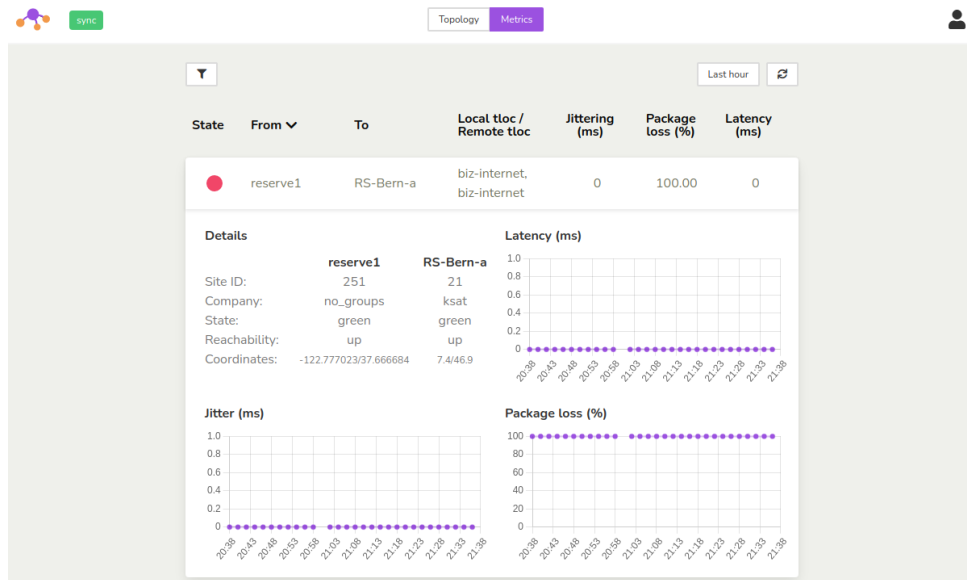 sync
Topology Metrics
Last hour
State From To Local tloc / Remote tloc Jittering (ms) Package loss (%) Latency (ms)
reserve1 RS-Bern-a biz-internet, biz-internet 0 100.00 0
Details
reserve1 RS-Bern-a
Site ID: 251 21
Company: no_groups ksat
State: green green
Reachability: up up
Coordinates: -122.777023/37.666684 7.4/46.9
Latency (ms)
1.0
0.8
0.6
0.4
0.2
0
20:38 20:43 20:48 20:53 20:58 21:03 21:08 21:13 21:18 21:23 21:28 21:33 21:38
Jitter (ms)
1.0
0.8
0.6
0.4
0.2
0
20:38 20:43 20:48 20:53 20:58 21:03 21:08 21:13 21:18 21:23 21:28 21:33 21:38
Package loss (%)
100
80
60
40
20
0
20:38 20:43 20:48 20:53 20:58 21:03 21:08 21:13 21:18 21:23 21:28 21:33 21:38